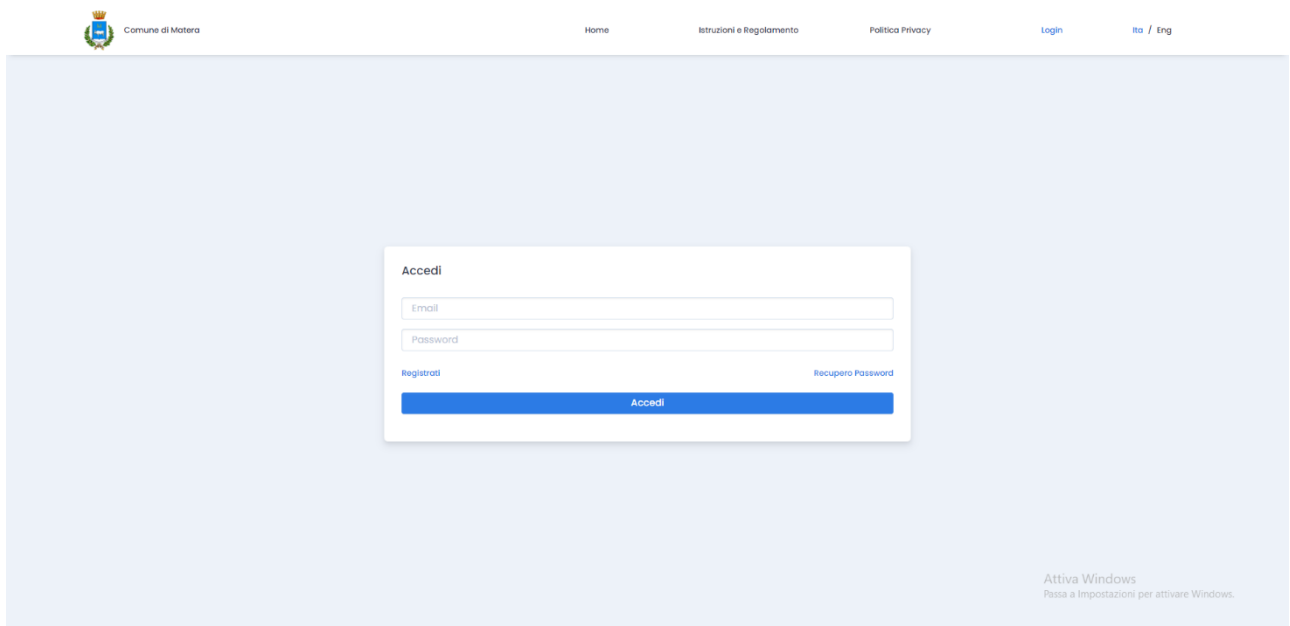 Comune di Matera Home Istruzioni e Regolamento Politica Privacy Login Ita / Eng
Accedi
Email
Password
Registrati Recupero Password
Accedi
Attiva Windows
Passa a Impostazioni per attivare Windows.